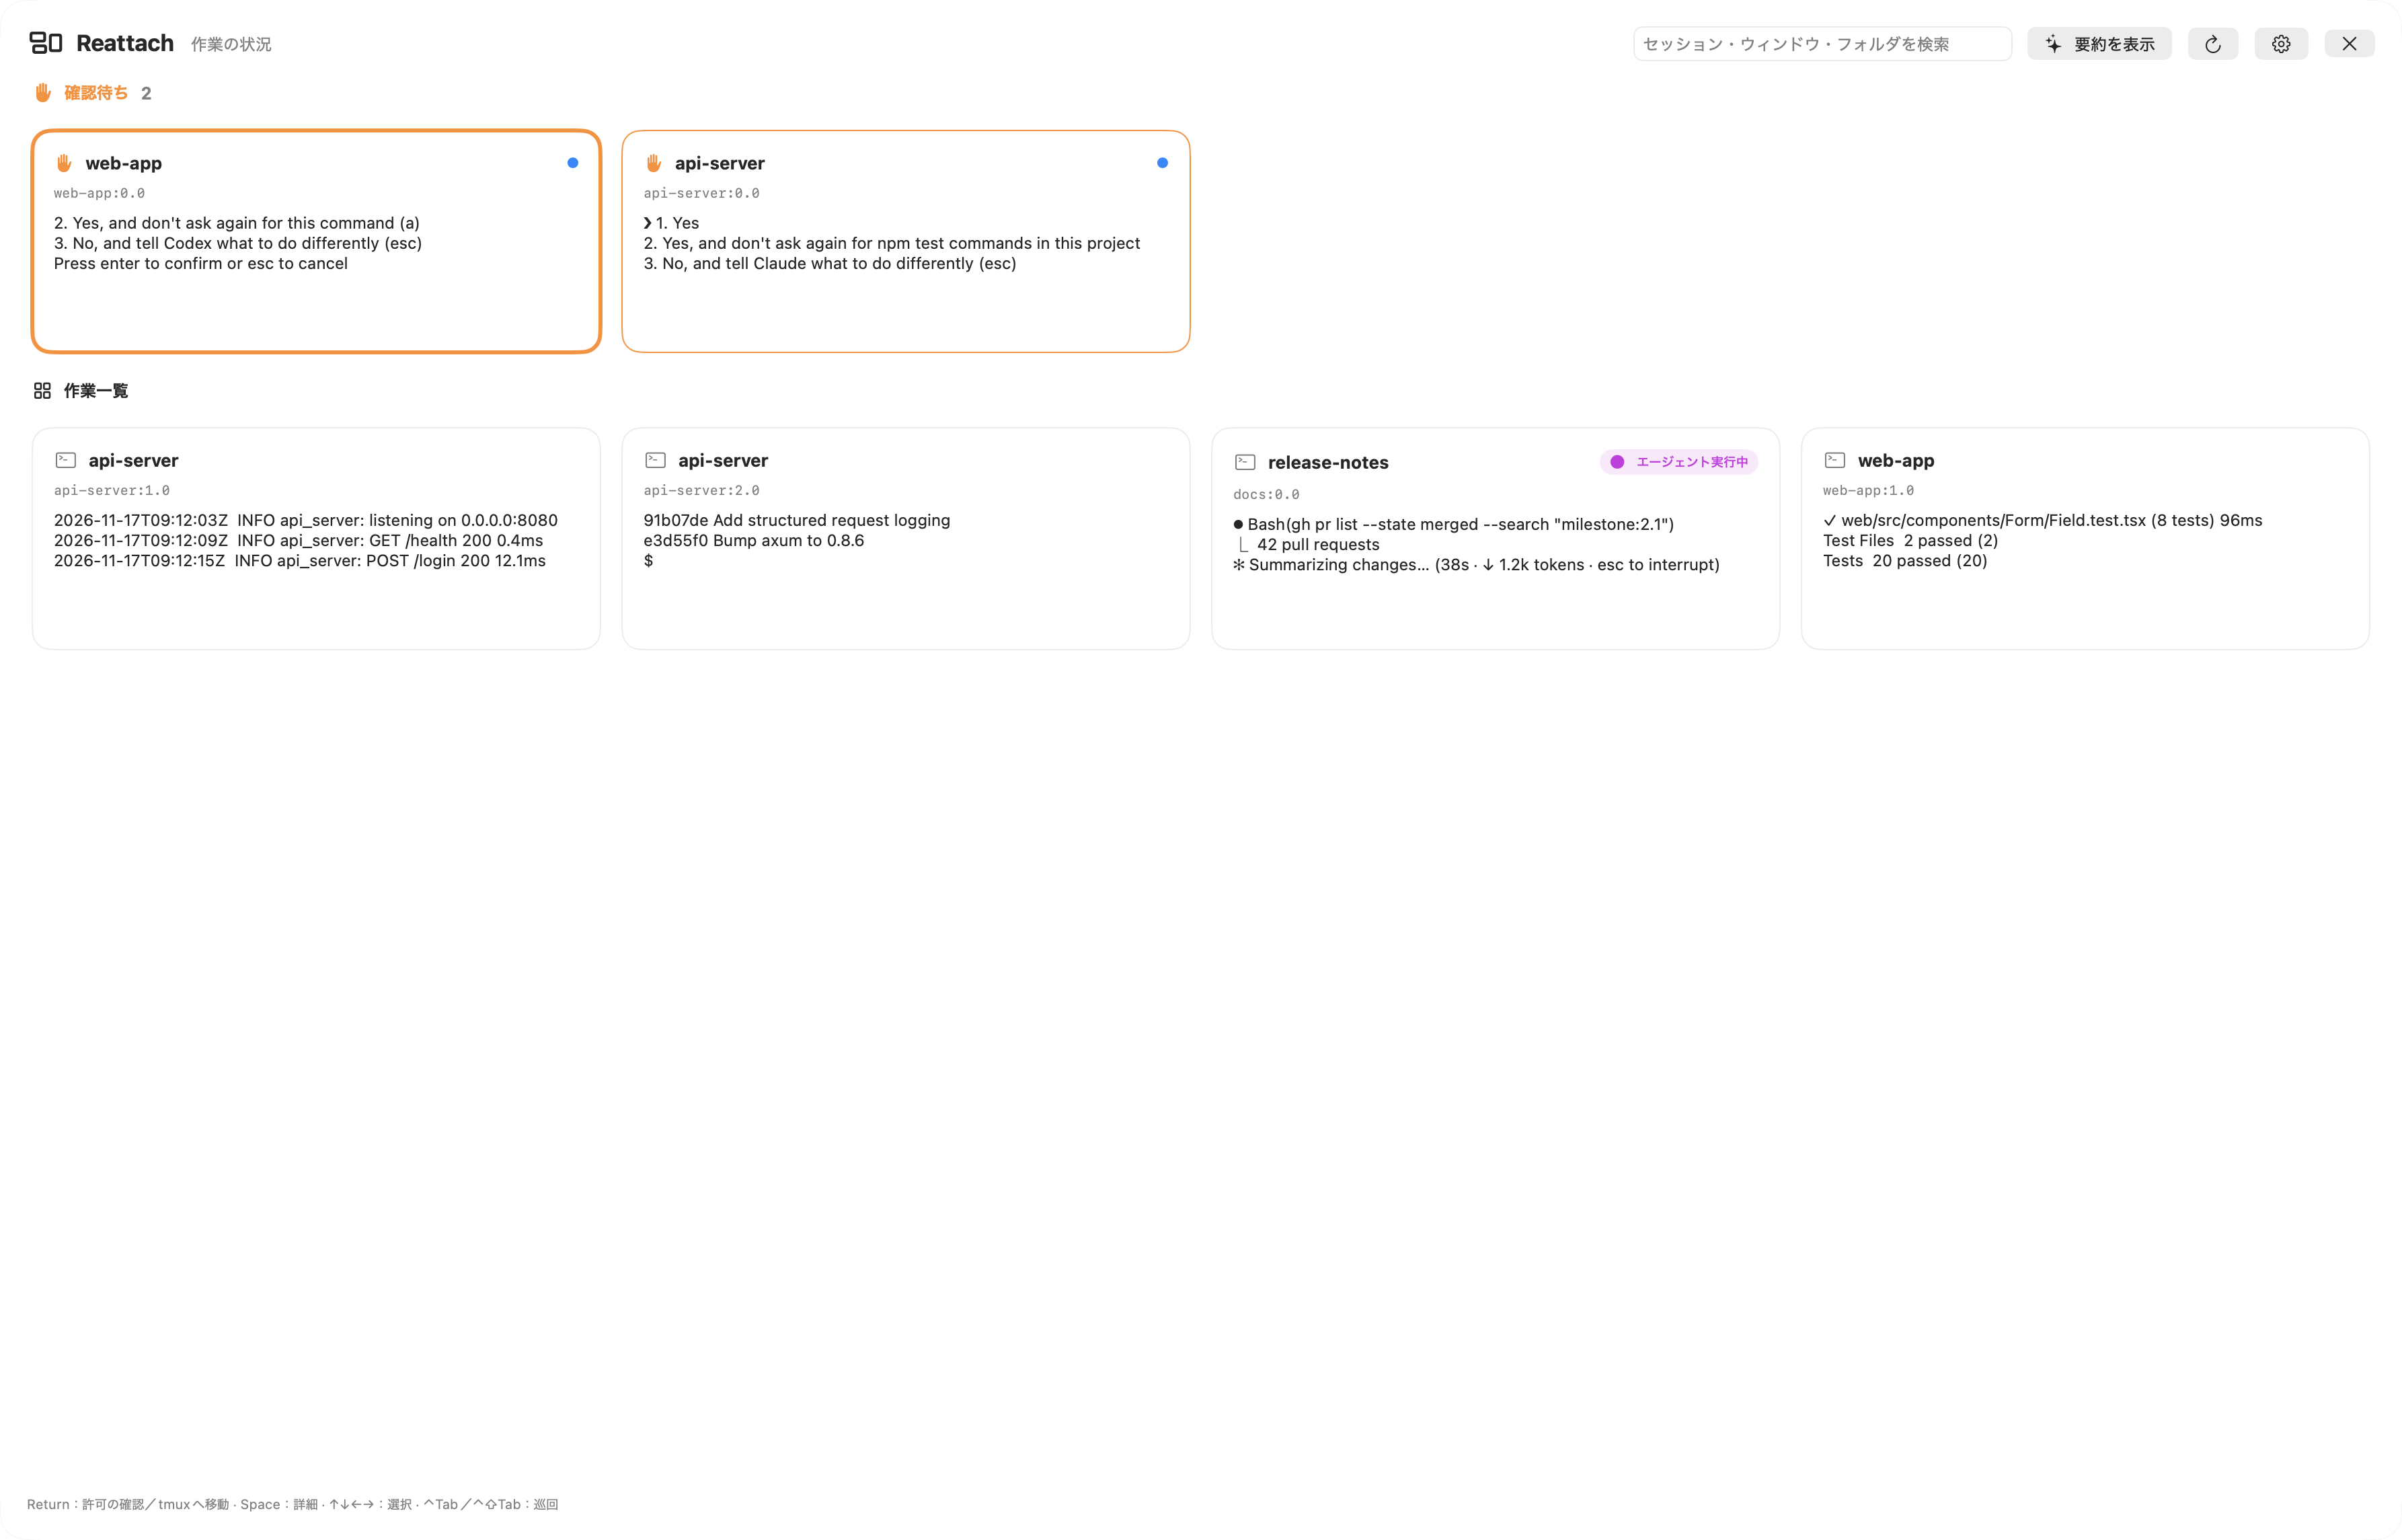 Reattach 作業の状況
セッション・ウィンドウ・フォルダを検索
要約を表示
確認待ち 2
web-app
web-app:0.0
2. Yes, and don't ask again for this command (a)
3. No, and tell Codex what to do differently (esc)
Press enter to confirm or esc to cancel
api-server
api-server:0.0
❯ 1. Yes
2. Yes, and don't ask again for npm test commands in this project
3. No, and tell Claude what to do differently (esc)
作業一覧
api-server
api-server:1.0
2026-11-17T09:12:03Z  INFO api_server: listening on 0.0.0.0:8080
2026-11-17T09:12:09Z  INFO api_server: GET /health 200 0.4ms
2026-11-17T09:12:15Z  INFO api_server: POST /login 200 12.1ms
api-server
api-server:2.0
91b07de Add structured request logging
e3d55f0 Bump axum to 0.8.6
$
release-notes
エージェント実行中
docs:0.0
● Bash(gh pr list --state merged --search "milestone:2.1")
⎿ 42 pull requests
✻ Summarizing changes… (38s · ↓ 1.2k tokens · esc to interrupt)
web-app
web-app:1.0
✓ web/src/components/Form/Field.test.tsx (8 tests) 96ms
Test Files  2 passed (2)
Tests  20 passed (20)
Return：許可の確認／tmuxへ移動 · Space：詳細 · ↑↓←→：選択 · ^Tab／^⇧Tab：巡回